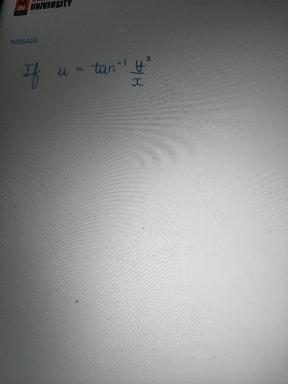 UNIVERSITY
MESSAGE
If u = tan⁻¹ y²/x